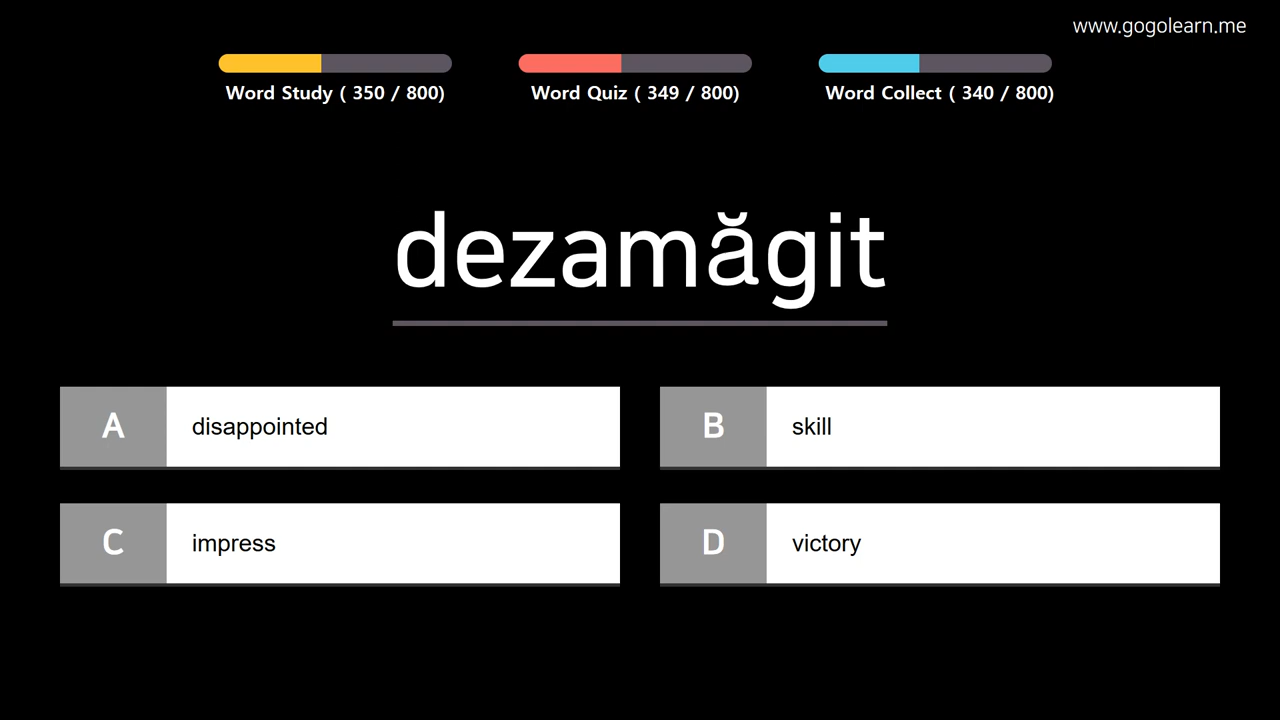 www.gogolearn.me
Word Study ( 350 / 800)
Word Quiz ( 349 / 800)
Word Collect ( 340 / 800)
dezamăgit
A disappointed
B skill
C impress
D victory